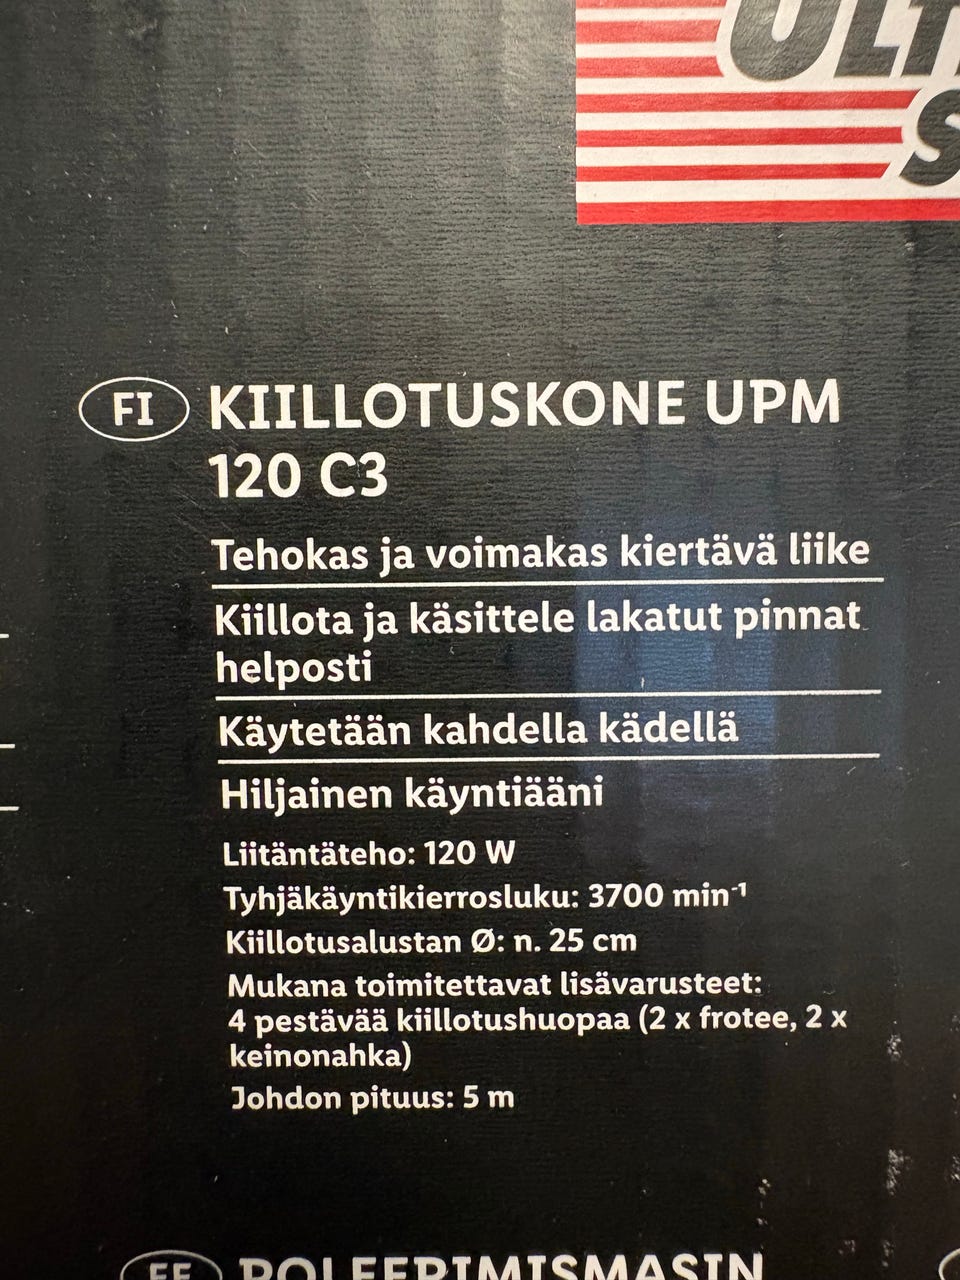 FI KIILLOTUSKONE UPM
120 C3
Tehokas ja voimakas kiertävä liike
Kiillota ja käsittele lakatut pinnat
helposti
Käytetään kahdella kädellä
Hiljainen käyntiääni
Liitäntäteho: 120 W
Tyhjäkäyntikierrosluku: 3700 min⁻¹
Kiillotusalustan Ø: n. 25 cm
Mukana toimitettavat lisävarusteet:
4 pestävää kiillotushuopaa (2 x frotee, 2 x
keinonahka)
Johdon pituus: 5 m
EE POLEERIMISMASIN